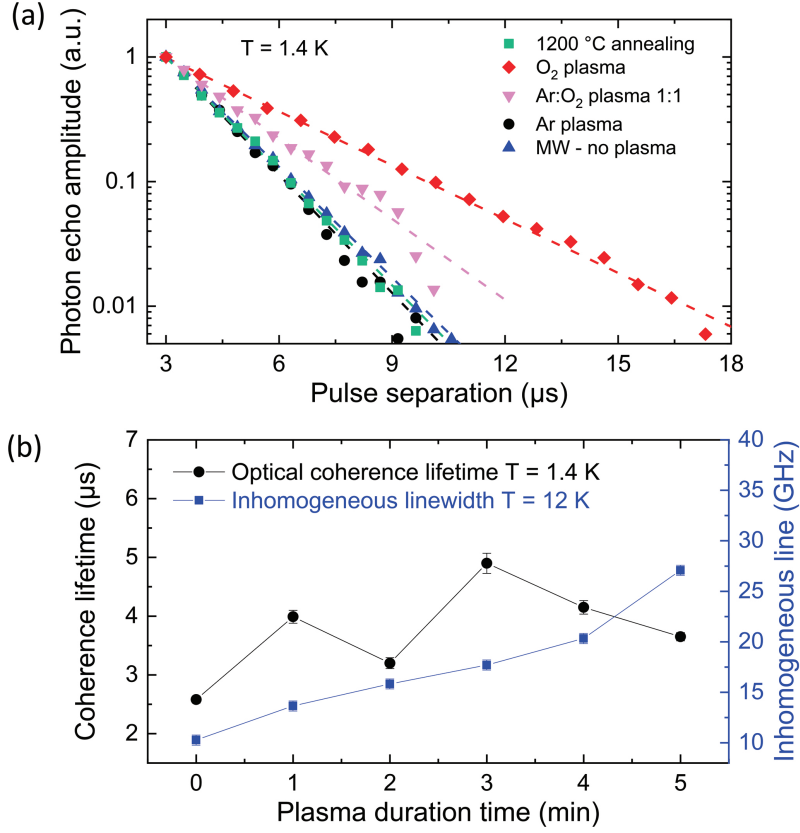 (a)
Photon echo amplitude (a.u.)
T = 1.4 K
1200 °C annealing
O₂ plasma
Ar:O₂ plasma 1:1
Ar plasma
MW - no plasma
1
0.1
0.01
3 6 9 12 15 18
Pulse separation (µs)
(b)
Coherence lifetime (µs)
7
6
5
4
3
2
Optical coherence lifetime T = 1.4 K
Inhomogeneous linewidth T = 12 K
40
35
30
25
20
15
10
Inhomogeneous line (GHz)
0 1 2 3 4 5
Plasma duration time (min)